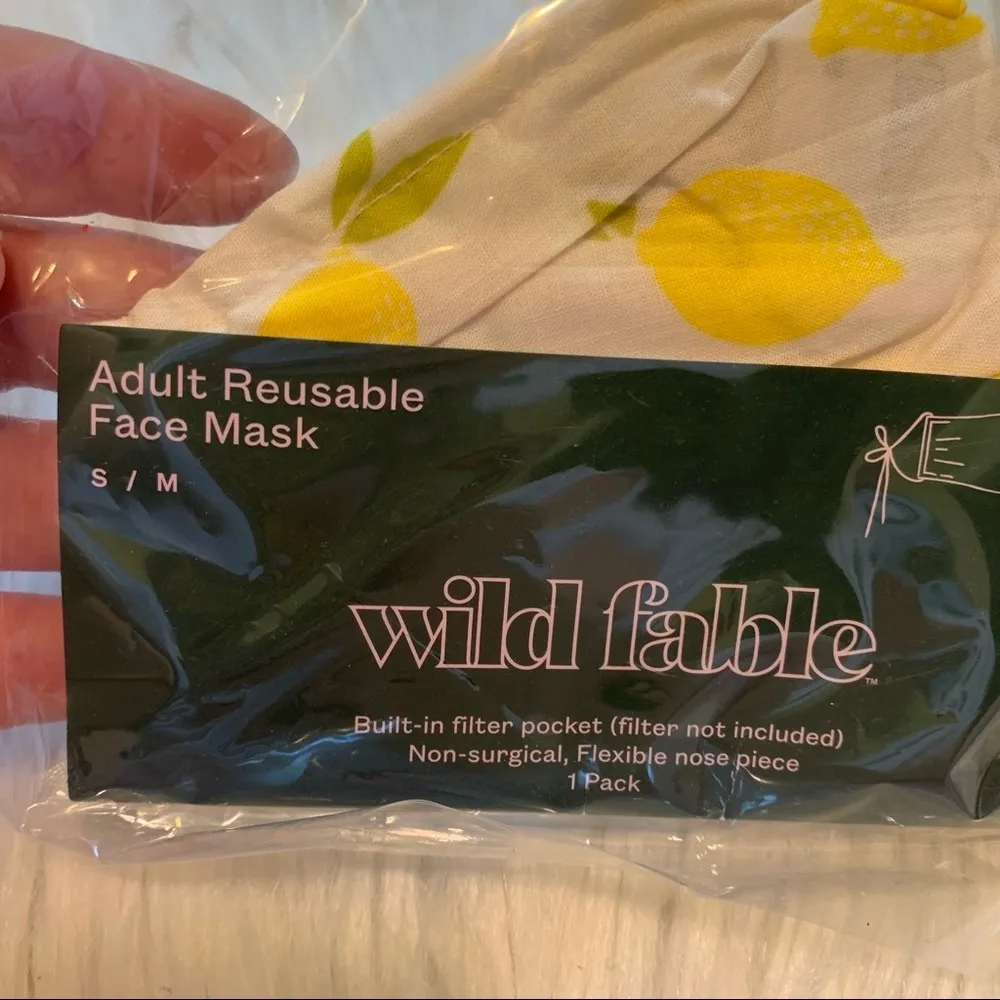 Adult Reusable
Face Mask
S / M
wild fable™
Built-in filter pocket (filter not included)
Non-surgical, Flexible nose piece
1 Pack